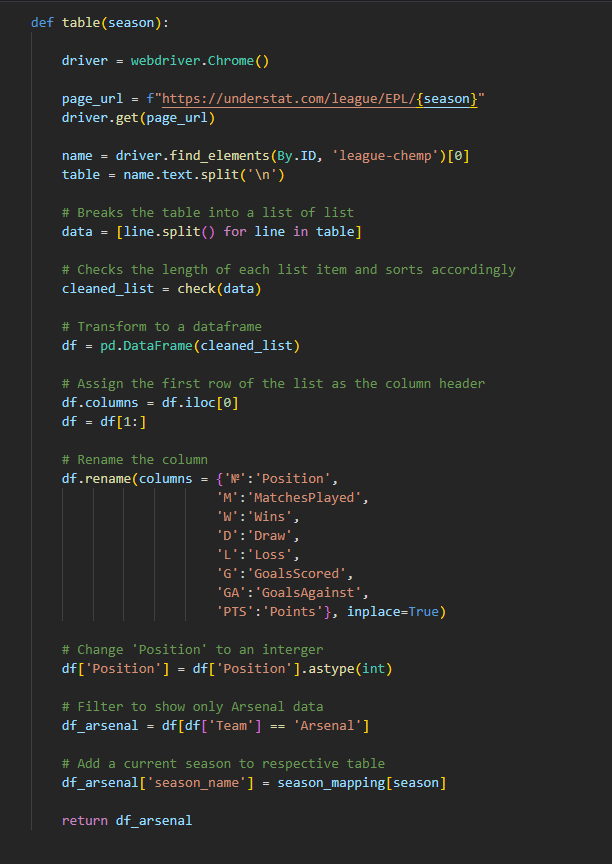 def table(season):
driver = webdriver.Chrome()
page_url = f"https://understat.com/league/EPL/{season}"
driver.get(page_url)
name = driver.find_elements(By.ID, 'league-chemp')[0]
table = name.text.split('\n')
# Breaks the table into a list of list
data = [line.split() for line in table]
# Checks the length of each list item and sorts accordingly
cleaned_list = check(data)
# Transform to a dataframe
df = pd.DataFrame(cleaned_list)
# Assign the first row of the list as the column header
df.columns = df.iloc[0]
df = df[1:]
# Rename the column
df.rename(columns = {'№':'Position',
'M':'MatchesPlayed',
'W':'Wins',
'D':'Draw',
'L':'Loss',
'G':'GoalsScored',
'GA':'GoalsAgainst',
'PTS':'Points'}, inplace=True)
# Change 'Position' to an interger
df['Position'] = df['Position'].astype(int)
# Filter to show only Arsenal data
df_arsenal = df[df['Team'] == 'Arsenal']
# Add a current season to respective table
df_arsenal['season_name'] = season_mapping[season]
return df_arsenal